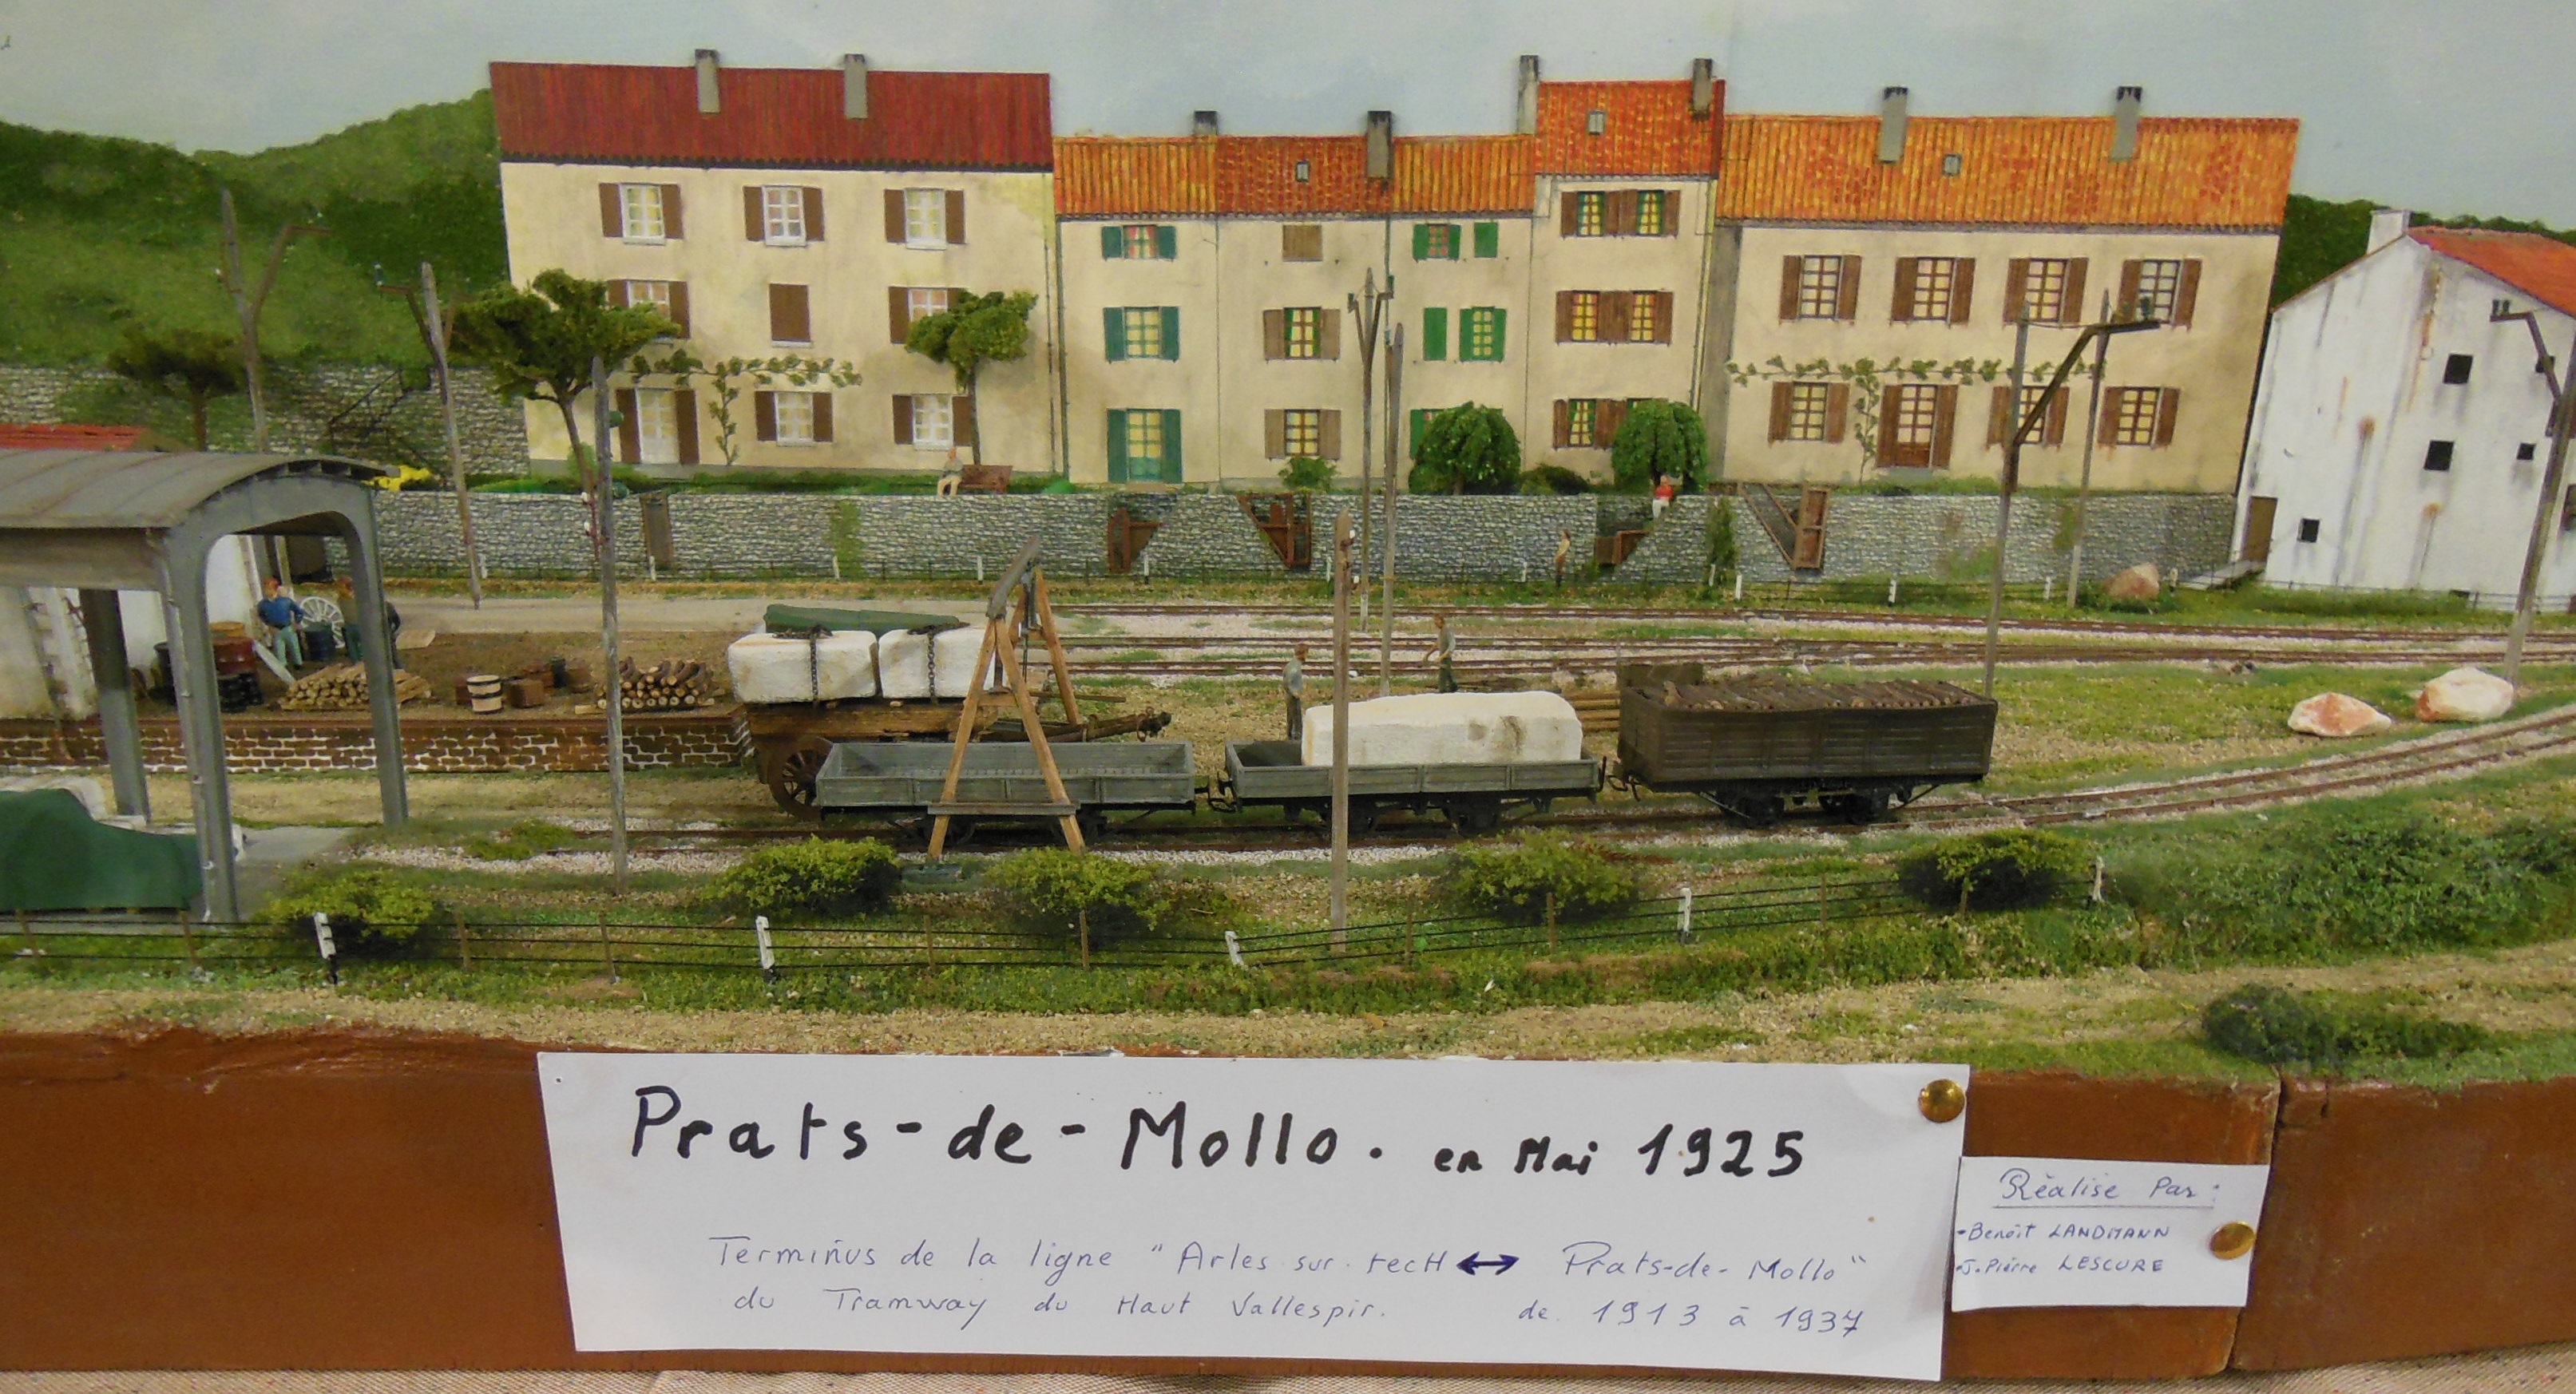 Prats-de-Mollo. en Mai 1925
Terminus de la ligne "Arles sur tecH ↔ Prats-de-Mollo"
du Tramway du Haut Vallespir. de 1913 à 1937
Réalise Par:
-Benoît LANDMANN
-J.Pierre LESCURE